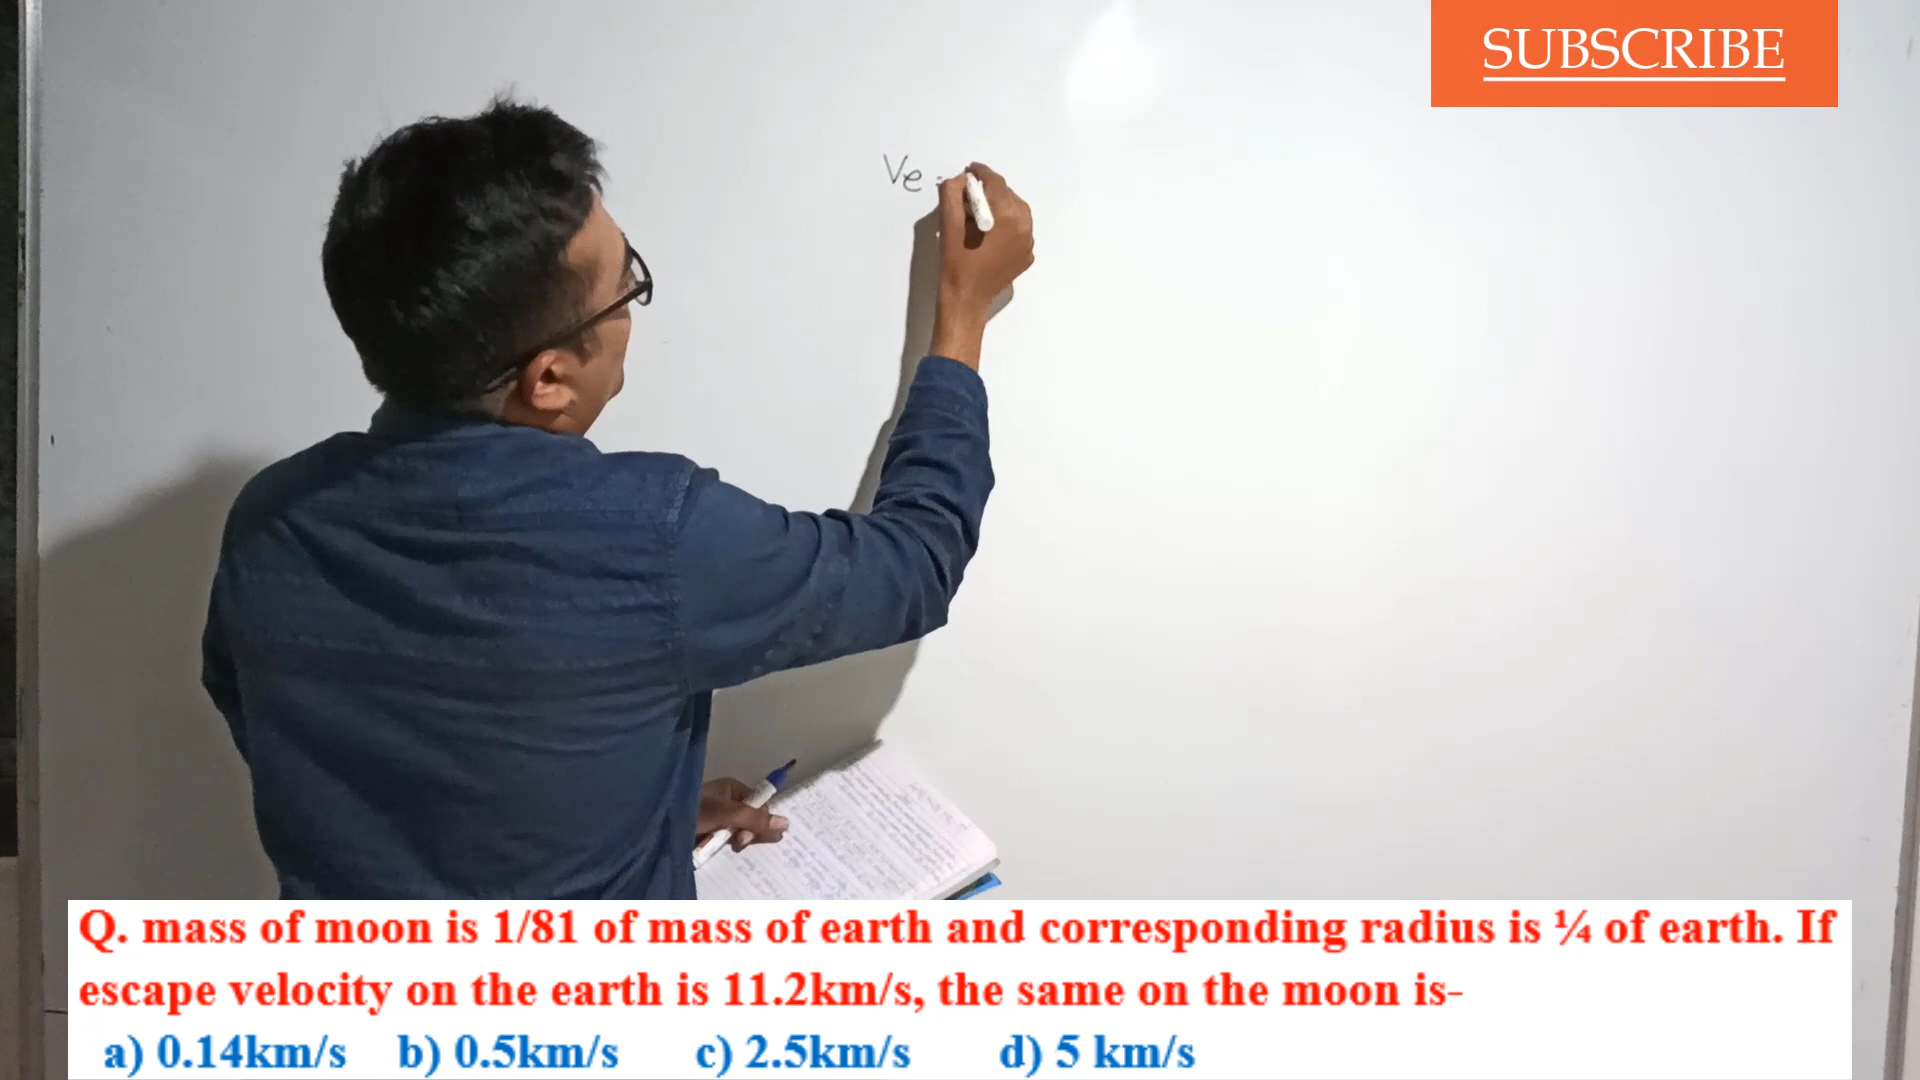 SUBSCRIBE
Ve =
Q. mass of moon is 1/81 of mass of earth and corresponding radius is ¼ of earth. If
escape velocity on the earth is 11.2km/s, the same on the moon is-
a) 0.14km/s b) 0.5km/s c) 2.5km/s d) 5 km/s